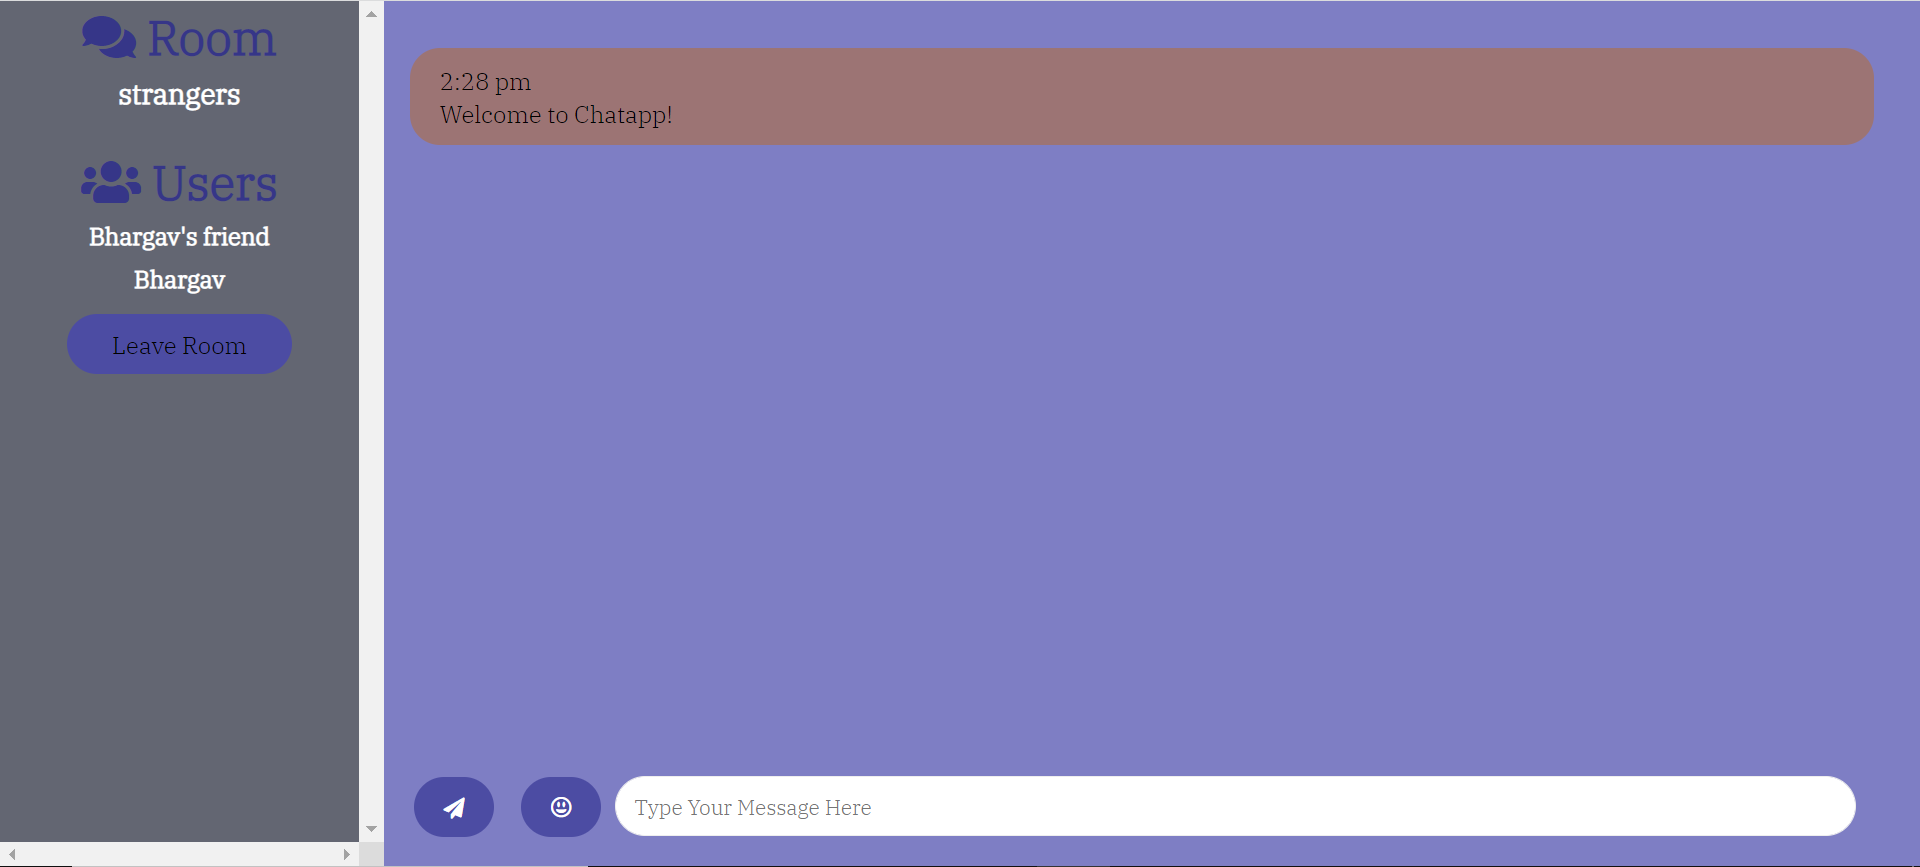 Room
strangers
Users
Bhargav's friend
Bhargav
Leave Room
2:28 pm
Welcome to Chatapp!
Type Your Message Here